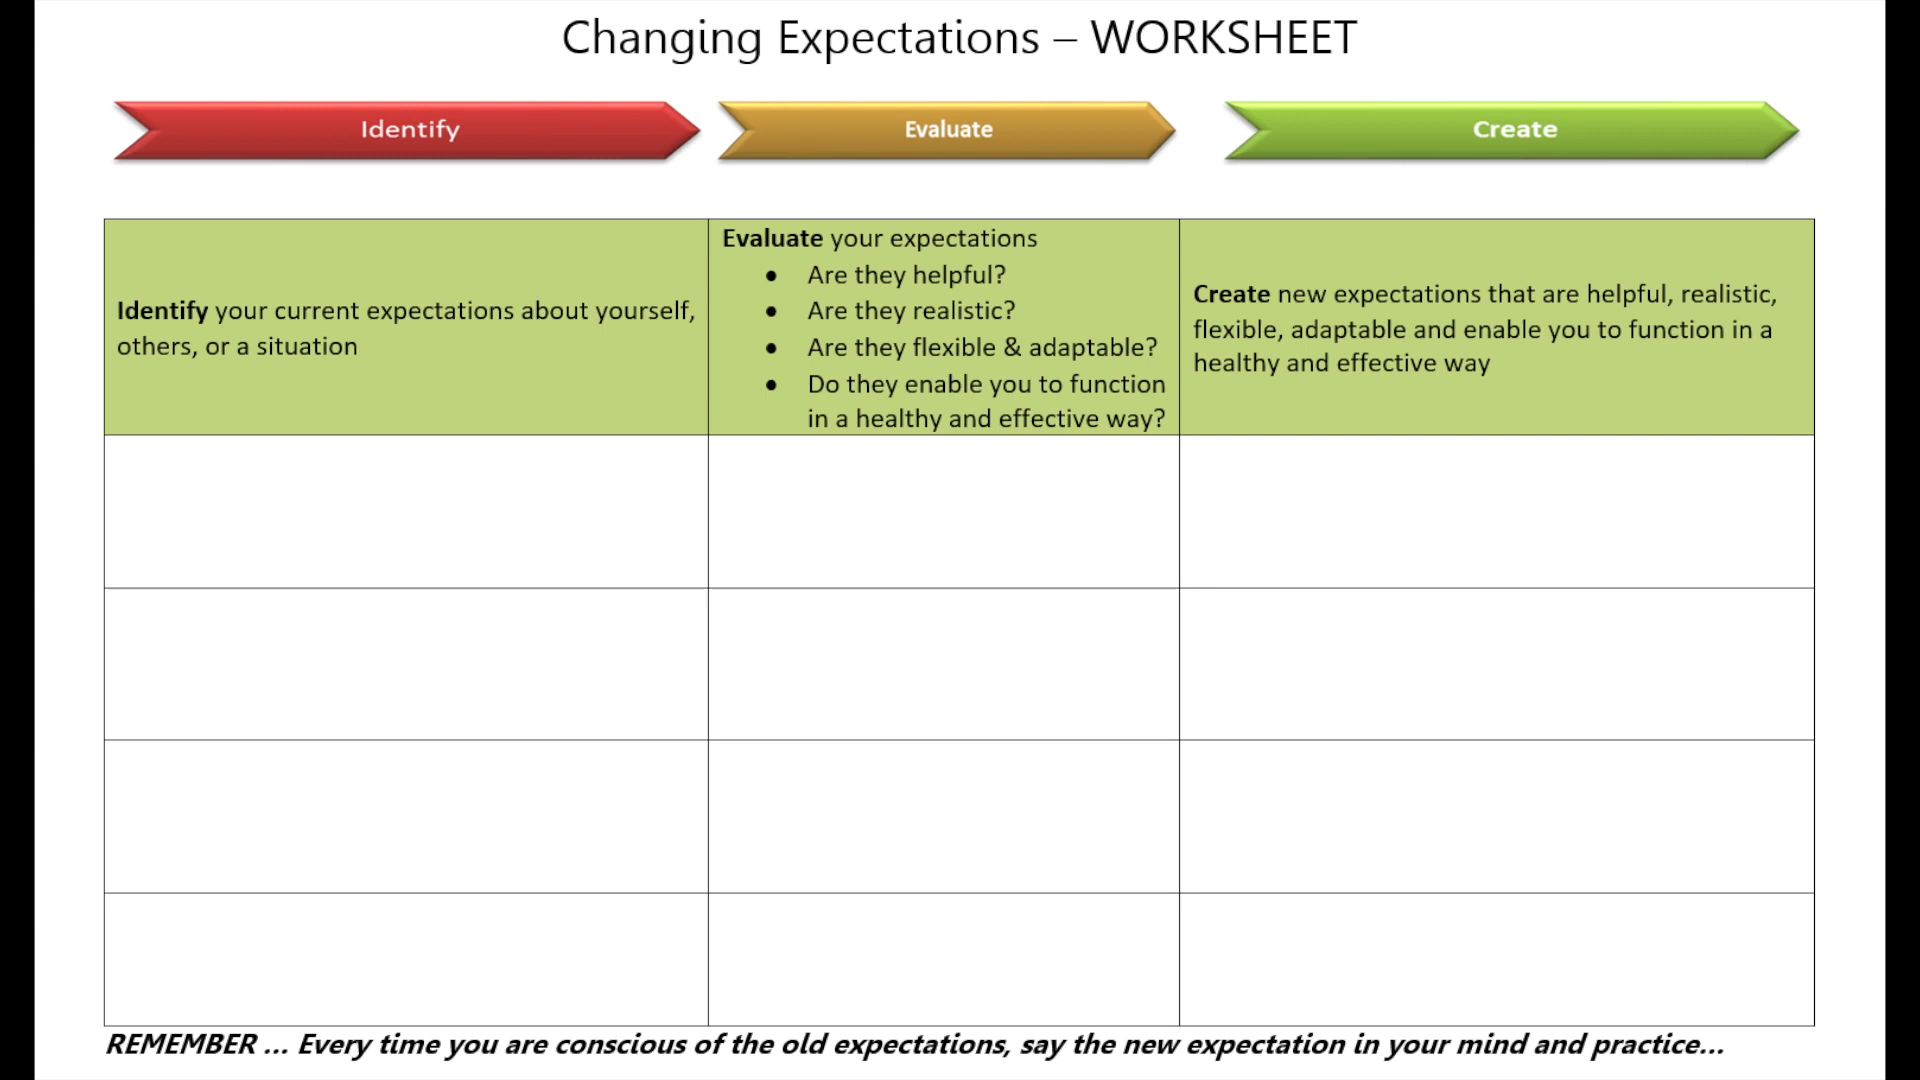 Changing Expectations – WORKSHEET
Identify
Evaluate
Create
Identify your current expectations about yourself,
others, or a situation
Evaluate your expectations
• Are they helpful?
• Are they realistic?
• Are they flexible & adaptable?
• Do they enable you to function
in a healthy and effective way?
Create new expectations that are helpful, realistic,
flexible, adaptable and enable you to function in a
healthy and effective way
REMEMBER ... Every time you are conscious of the old expectations, say the new expectation in your mind and practice...